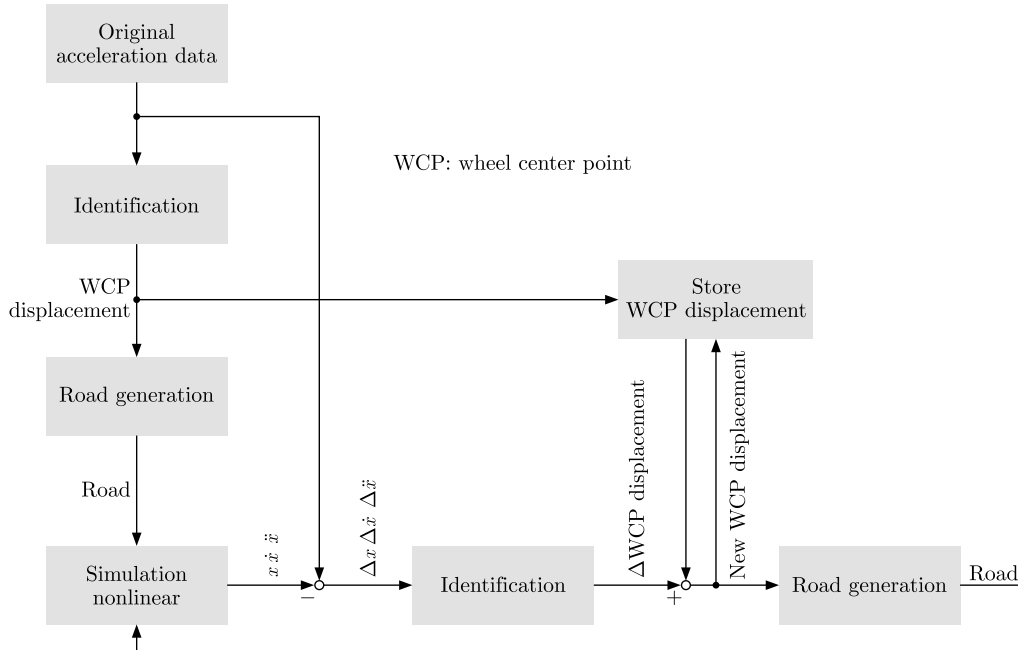 Original
acceleration data
WCP: wheel center point
Identification
WCP
displacement
Store
WCP displacement
Road generation
Road
ΔWCP displacement
New WCP displacement
x ẋ ẍ
Δx Δẋ Δẍ
Simulation
nonlinear
−
Identification
+
Road generation
Road